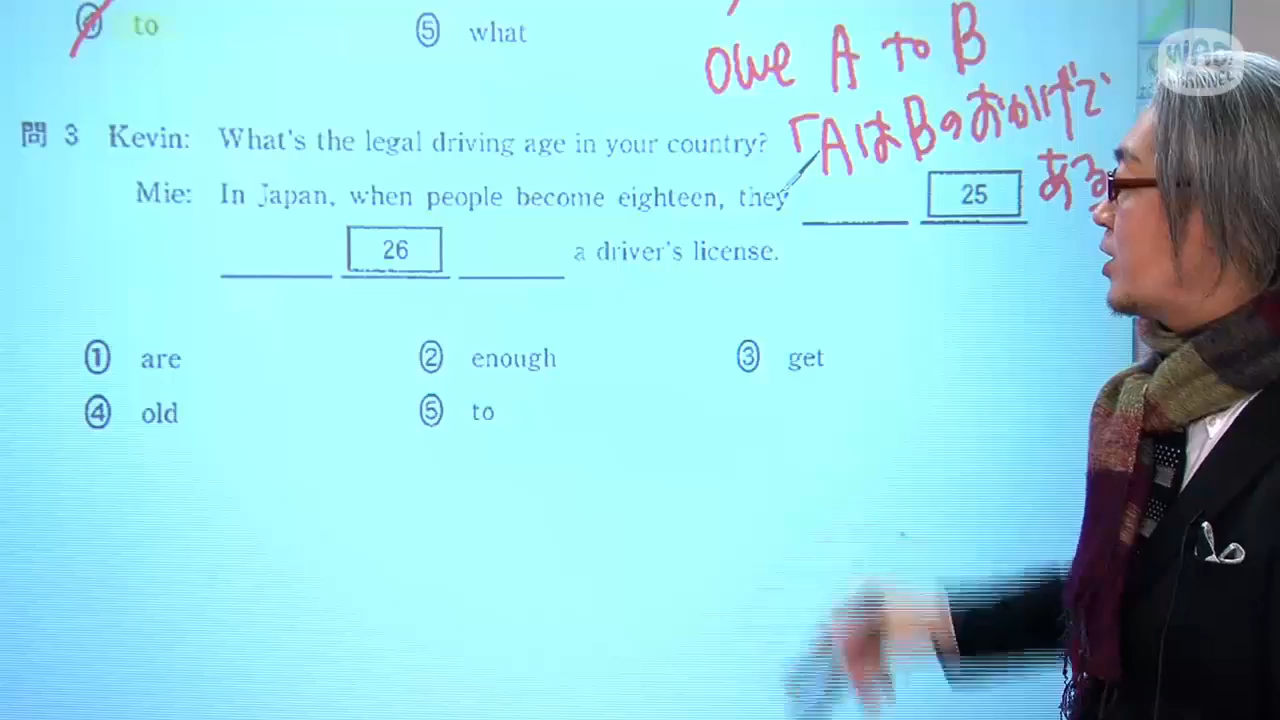 ④ to ⑤ what
owe A to B
「AはBのおかげで
ある
問3 Kevin: What's the legal driving age in your country?
Mie: In Japan, when people become eighteen, they 25
26 a driver's license.
① are ② enough ③ get
④ old ⑤ to
CHANNEL